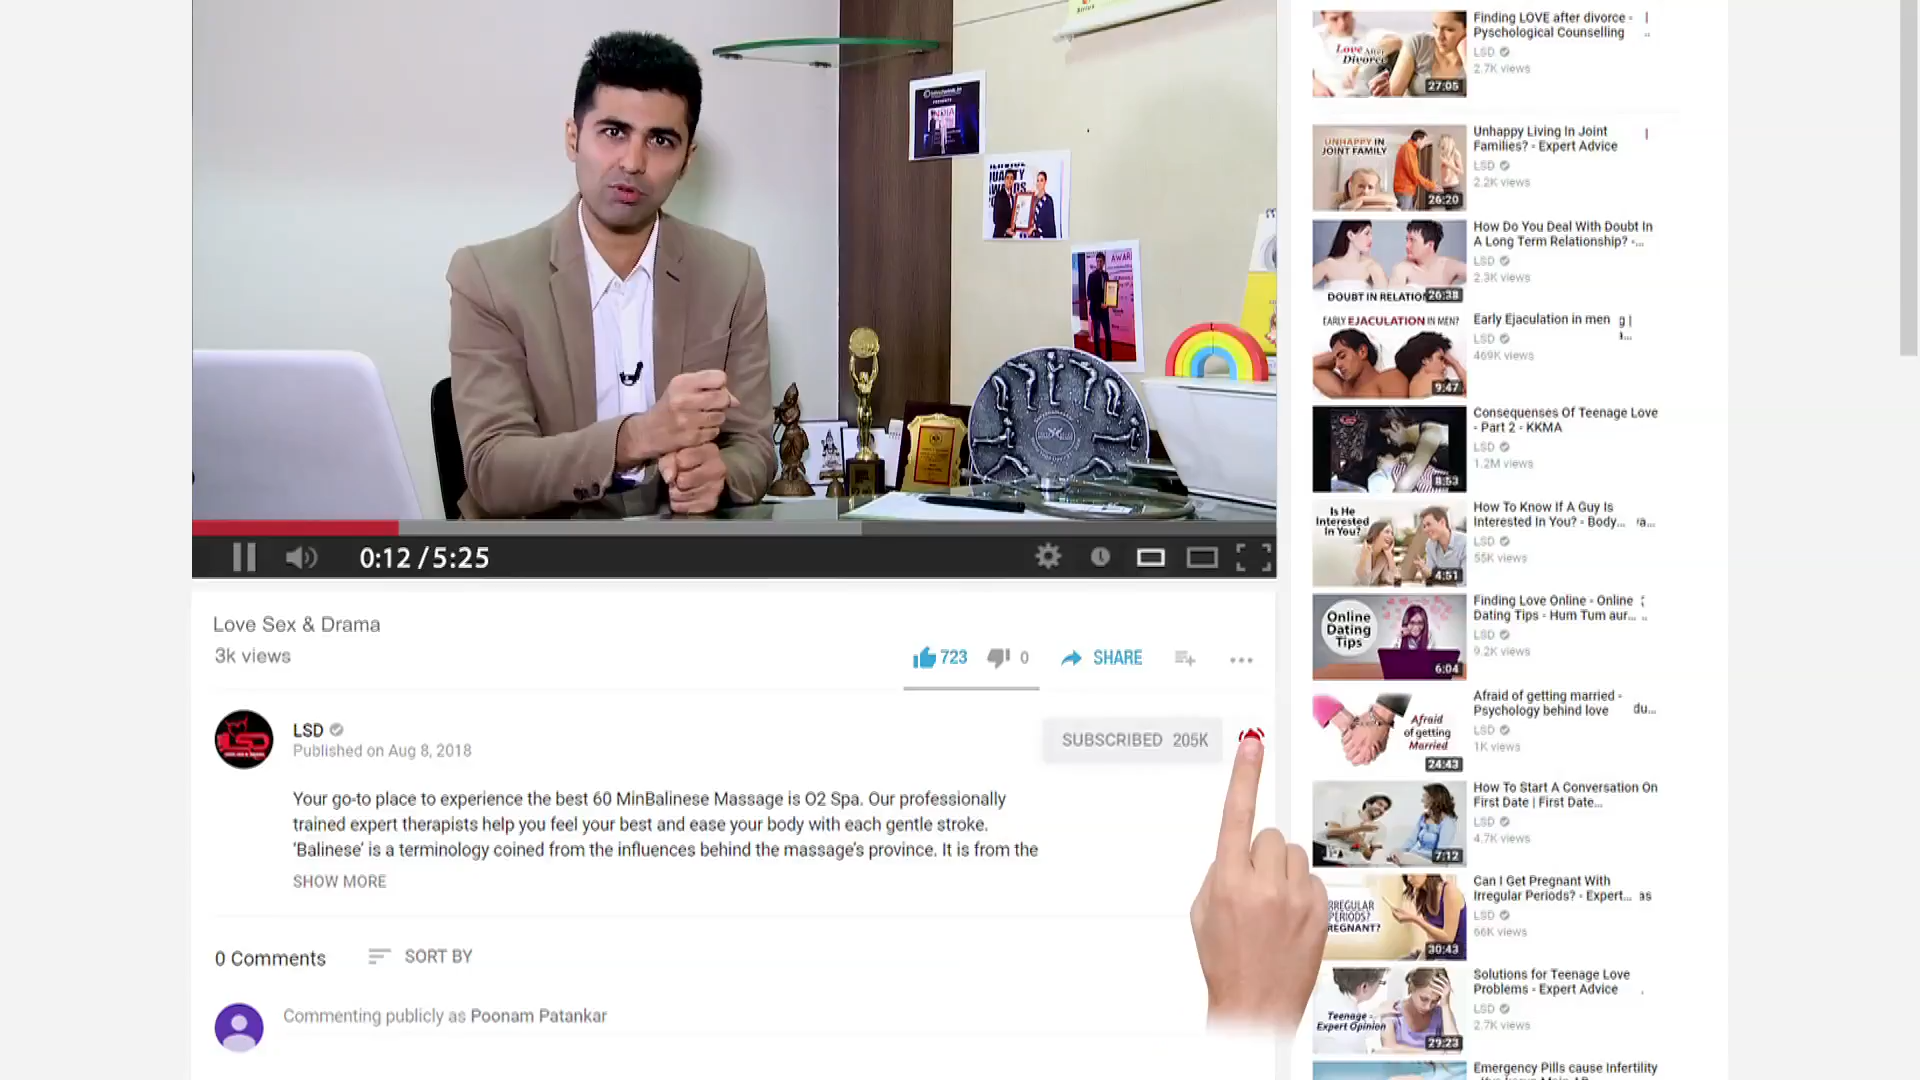 0:12 / 5:25
Love Sex & Drama
3k views
723
0
SHARE
LSD
Published on Aug 8, 2018
SUBSCRIBED 205K
Your go-to place to experience the best 60 MinBalinese Massage is O2 Spa. Our professionally
trained expert therapists help you feel your best and ease your body with each gentle stroke.
'Balinese' is a terminology coined from the influences behind the massage's province. It is from the
SHOW MORE
0 Comments
SORT BY
Commenting publicly as Poonam Patankar
Love After
Divorce
27:05
Finding LOVE after divorce -
Pyschological Counselling
LSD
2.7K views
UNHAPPY IN
JOINT FAMILY
26:20
Unhappy Living In Joint
Families? - Expert Advice
LSD
2.2K views
DOUBT IN
20:38
How Do You Deal With Doubt In
A Long Term Relationship? -...
LSD
2.3K views
EARLY EJACULATION IN MEN?
9:47
Early Ejaculation in men
LSD
469K views
8:53
Consequences Of Teenage Love
- Part 2 - KKMA
LSD
1.2M views
Is He
Interested
In You?
4:51
How To Know If A Guy Is
Interested In You? - Body...
LSD
55K views
Online
Dating
Tips
6:04
Finding Love Online - Online
Dating Tips - Hum Tum aur...
LSD
9.2K views
Afraid
of getting
Married
24:43
Afraid of getting married -
Psychology behind love
LSD
1K views
7:12
How To Start A Conversation On
First Date | First Date...
LSD
4.7K views
PERIODS?
30:43
Can I Get Pregnant With
Irregular Periods? - Expert...
LSD
66K views
Teenage -
Expert Opinion
29:23
Solutions for Teenage Love
Problems - Expert Advice
LSD
2.7K views
Emergency Pills cause Infertility